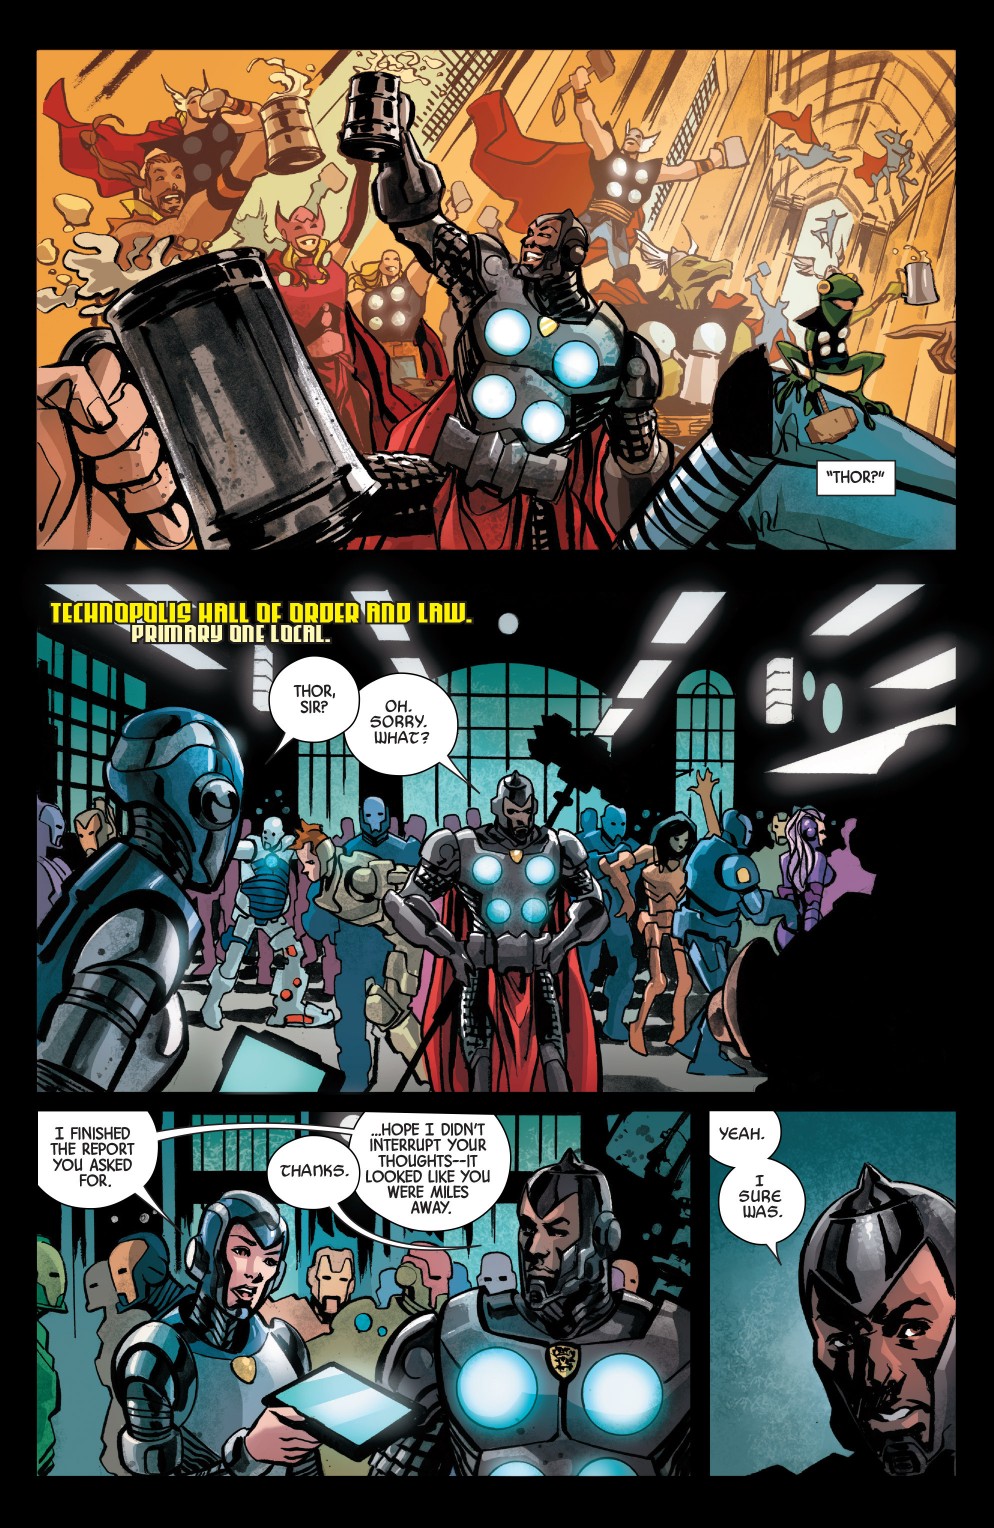 "THOR?"
TECHNOPOLIS HALL OF ORDER AND LAW.
PRIMARY ONE LOCAL.
THOR,
SIR?
OH.
SORRY.
WHAT?
I FINISHED
THE REPORT
YOU ASKED
FOR.
THANKS.
...HOPE I DIDN'T
INTERRUPT YOUR
THOUGHTS--IT
LOOKED LIKE YOU
WERE MILES
AWAY.
YEAH.
I
SURE
WAS.